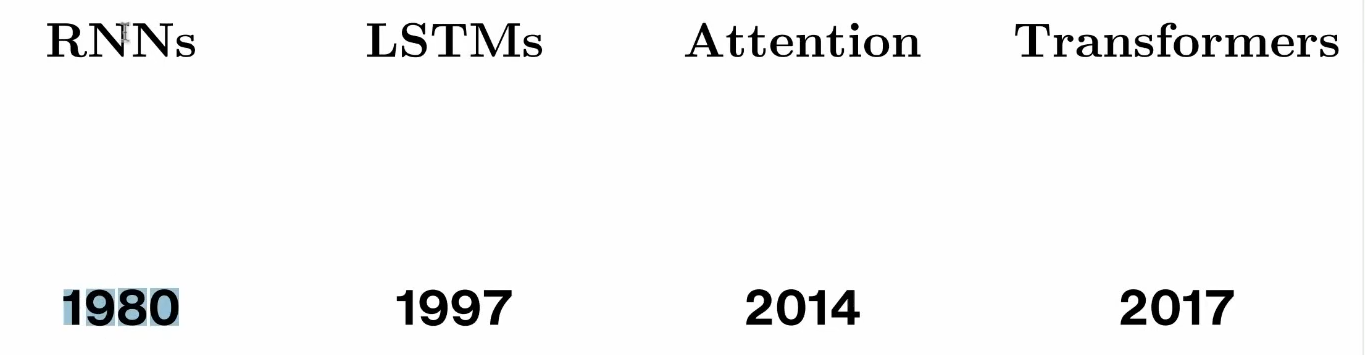 RNNs LSTMs Attention Transformers
1980 1997 2014 2017